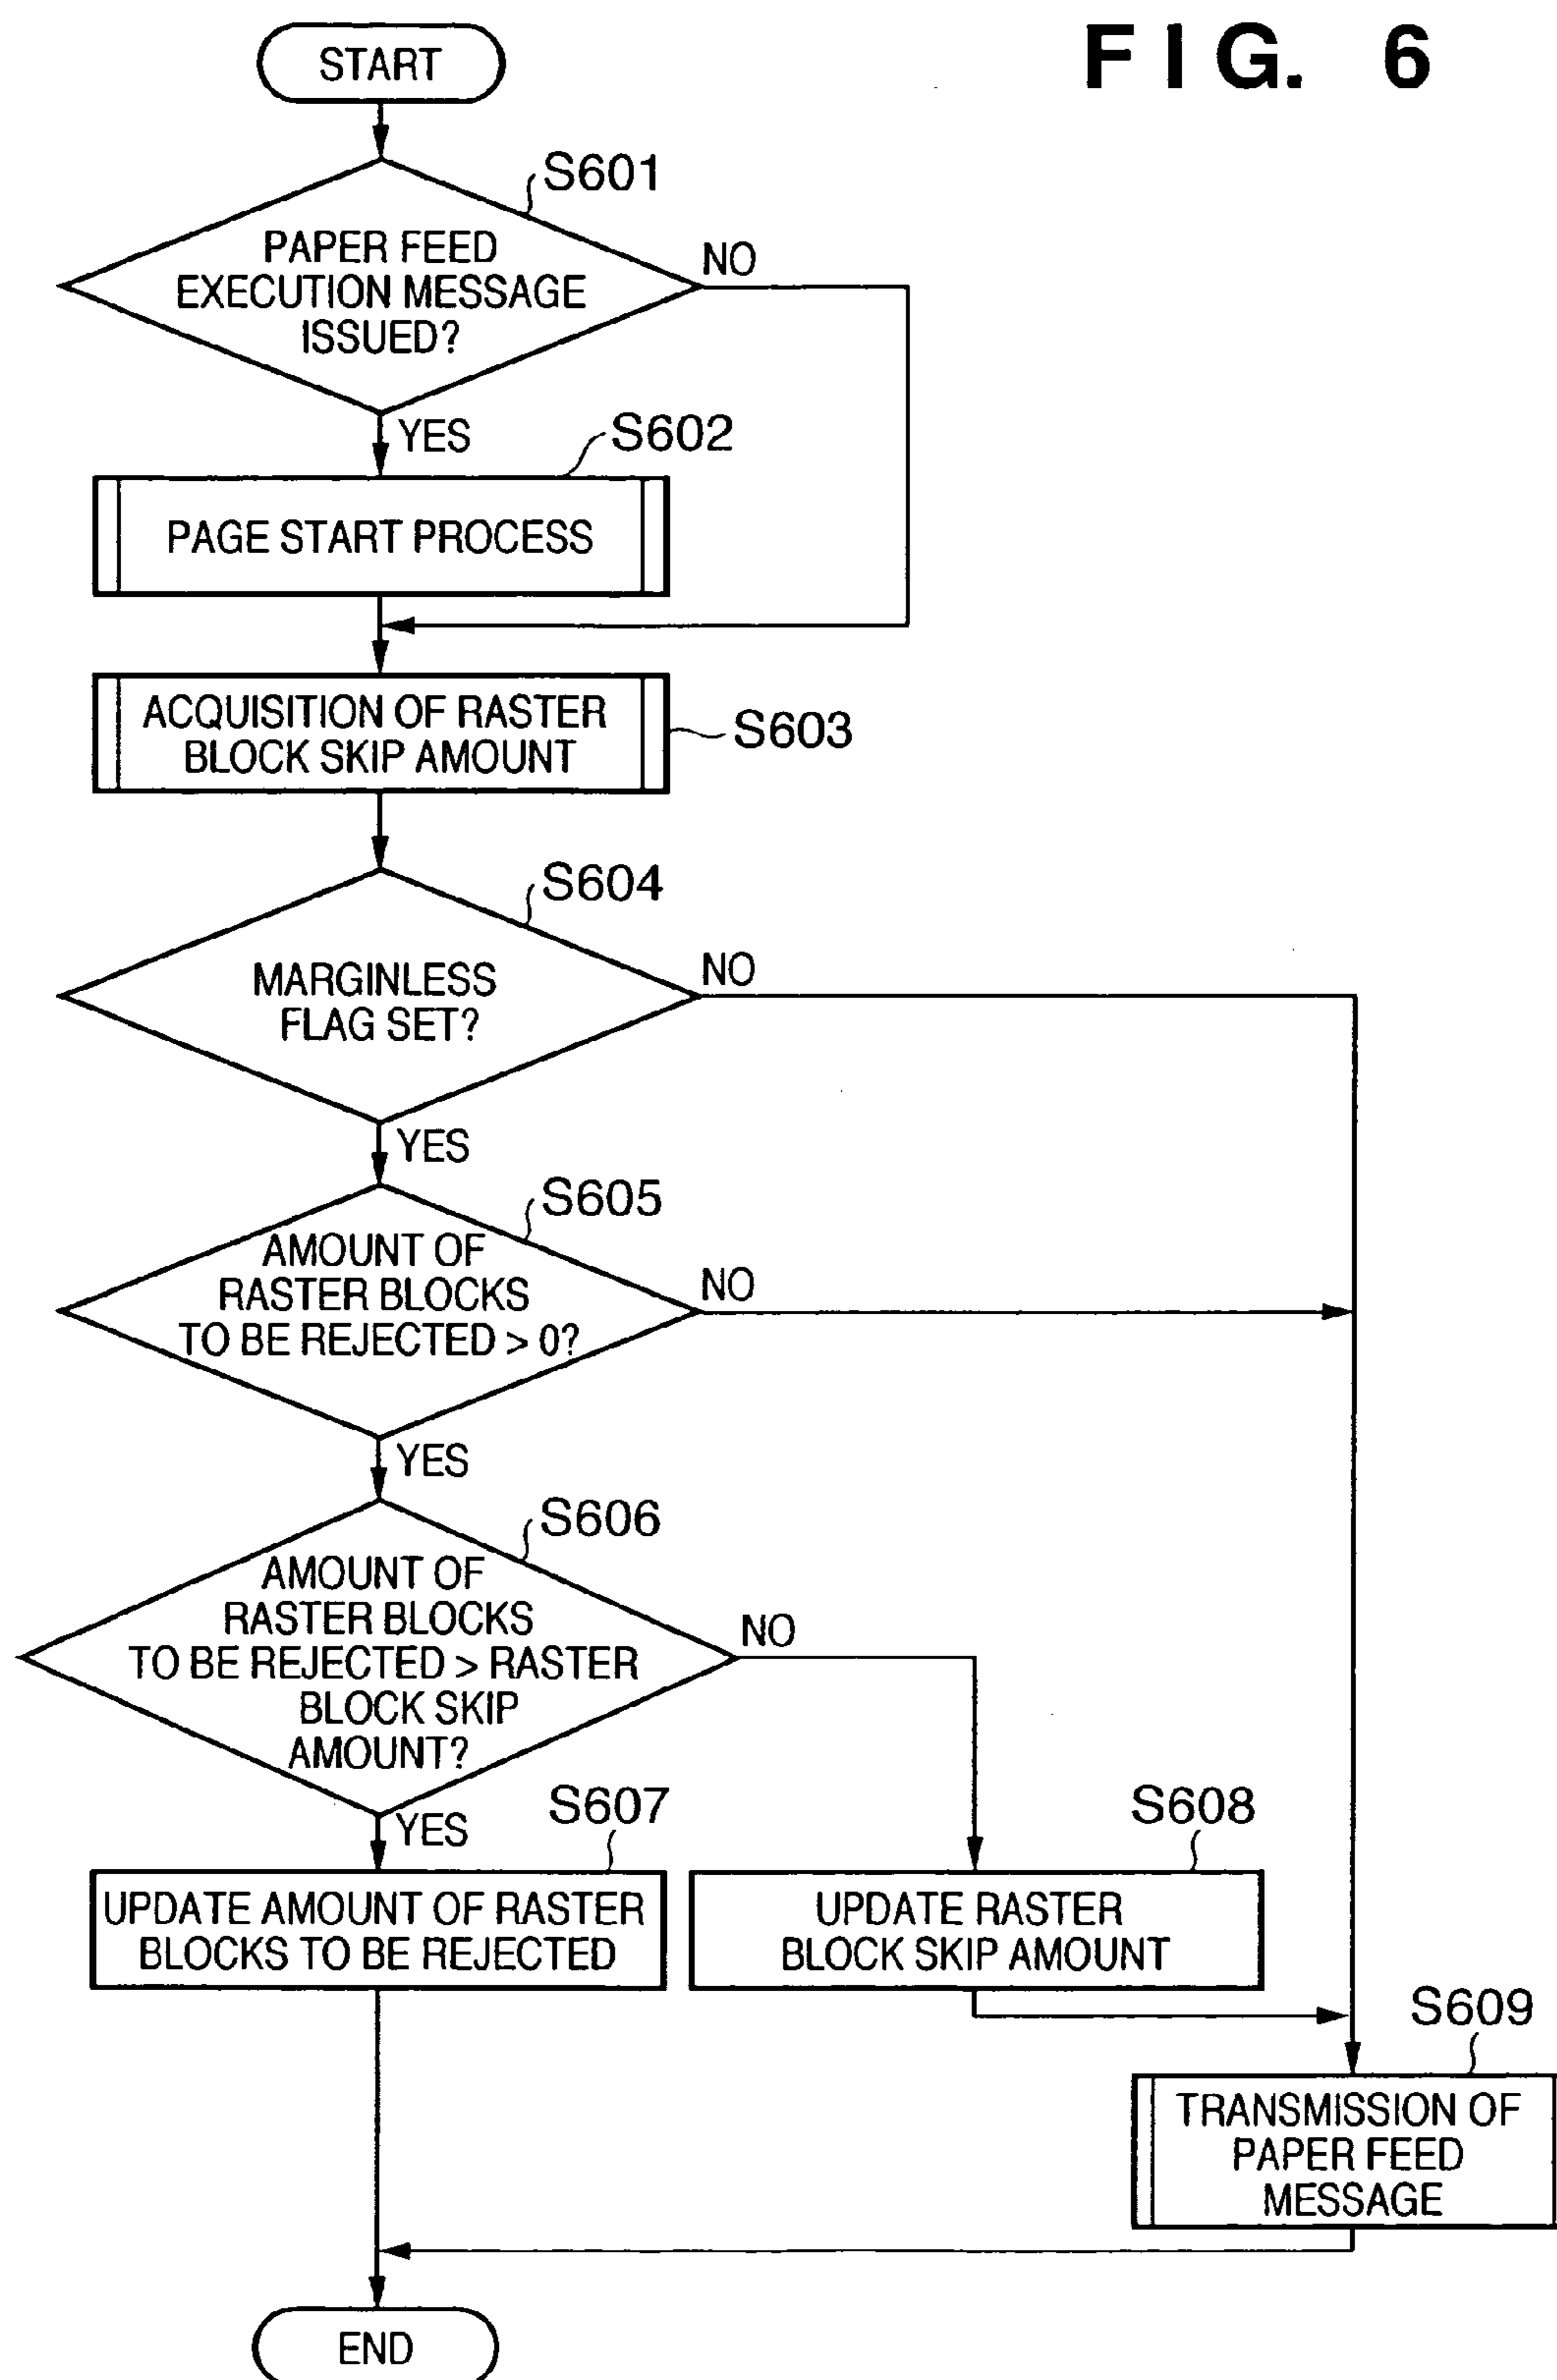 FIG. 6
START
S601
PAPER FEED
EXECUTION MESSAGE
ISSUED?
NO
YES
S602
PAGE START PROCESS
ACQUISITION OF RASTER
BLOCK SKIP AMOUNT
S603
S604
MARGINLESS
FLAG SET?
NO
YES
S605
AMOUNT OF
RASTER BLOCKS
TO BE REJECTED > 0?
NO
YES
S606
AMOUNT OF
RASTER BLOCKS
TO BE REJECTED > RASTER
BLOCK SKIP
AMOUNT?
NO
YES
S607
UPDATE AMOUNT OF RASTER
BLOCKS TO BE REJECTED
S608
UPDATE RASTER
BLOCK SKIP AMOUNT
S609
TRANSMISSION OF
PAPER FEED
MESSAGE
END